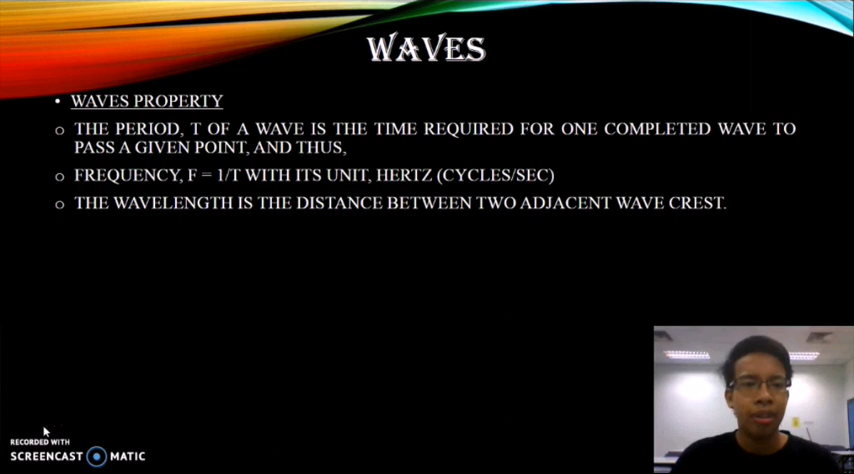 WAVES
• WAVES PROPERTY
o THE PERIOD, T OF A WAVE IS THE TIME REQUIRED FOR ONE COMPLETED WAVE TO
PASS A GIVEN POINT, AND THUS,
o FREQUENCY, F = 1/T WITH ITS UNIT, HERTZ (CYCLES/SEC)
o THE WAVELENGTH IS THE DISTANCE BETWEEN TWO ADJACENT WAVE CREST.
RECORDED WITH
SCREENCAST MATIC